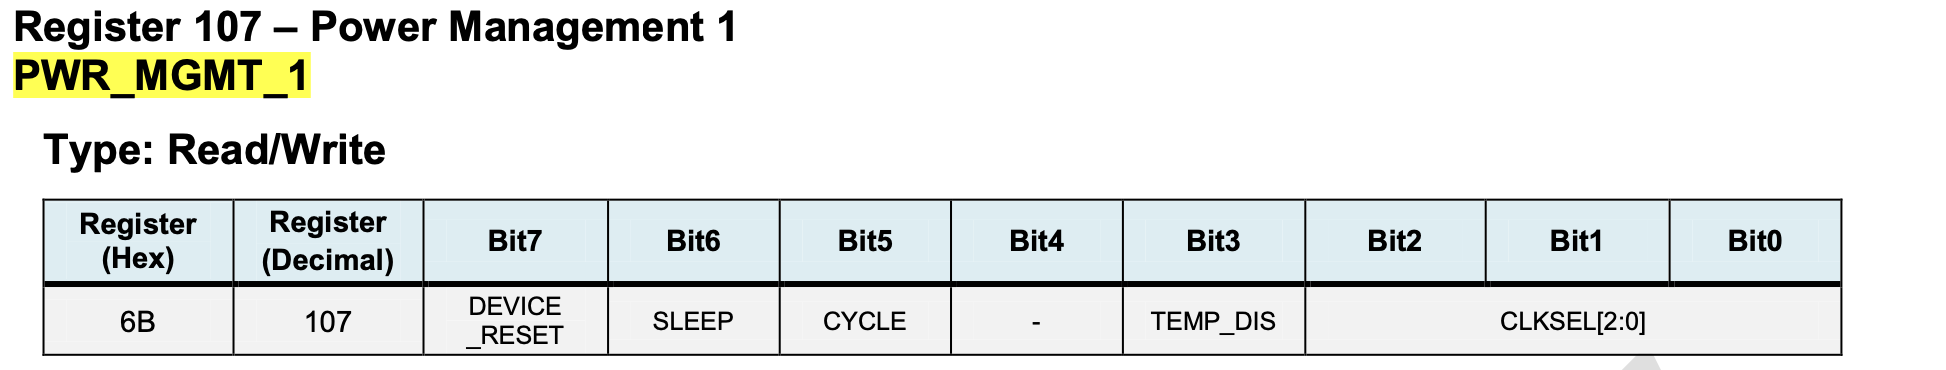 Register 107 – Power Management 1
PWR_MGMT_1
Type: Read/Write
Register (Hex) Register (Decimal) Bit7 Bit6 Bit5 Bit4 Bit3 Bit2 Bit1 Bit0
6B 107 DEVICE _RESET SLEEP CYCLE - TEMP_DIS CLKSEL[2:0]